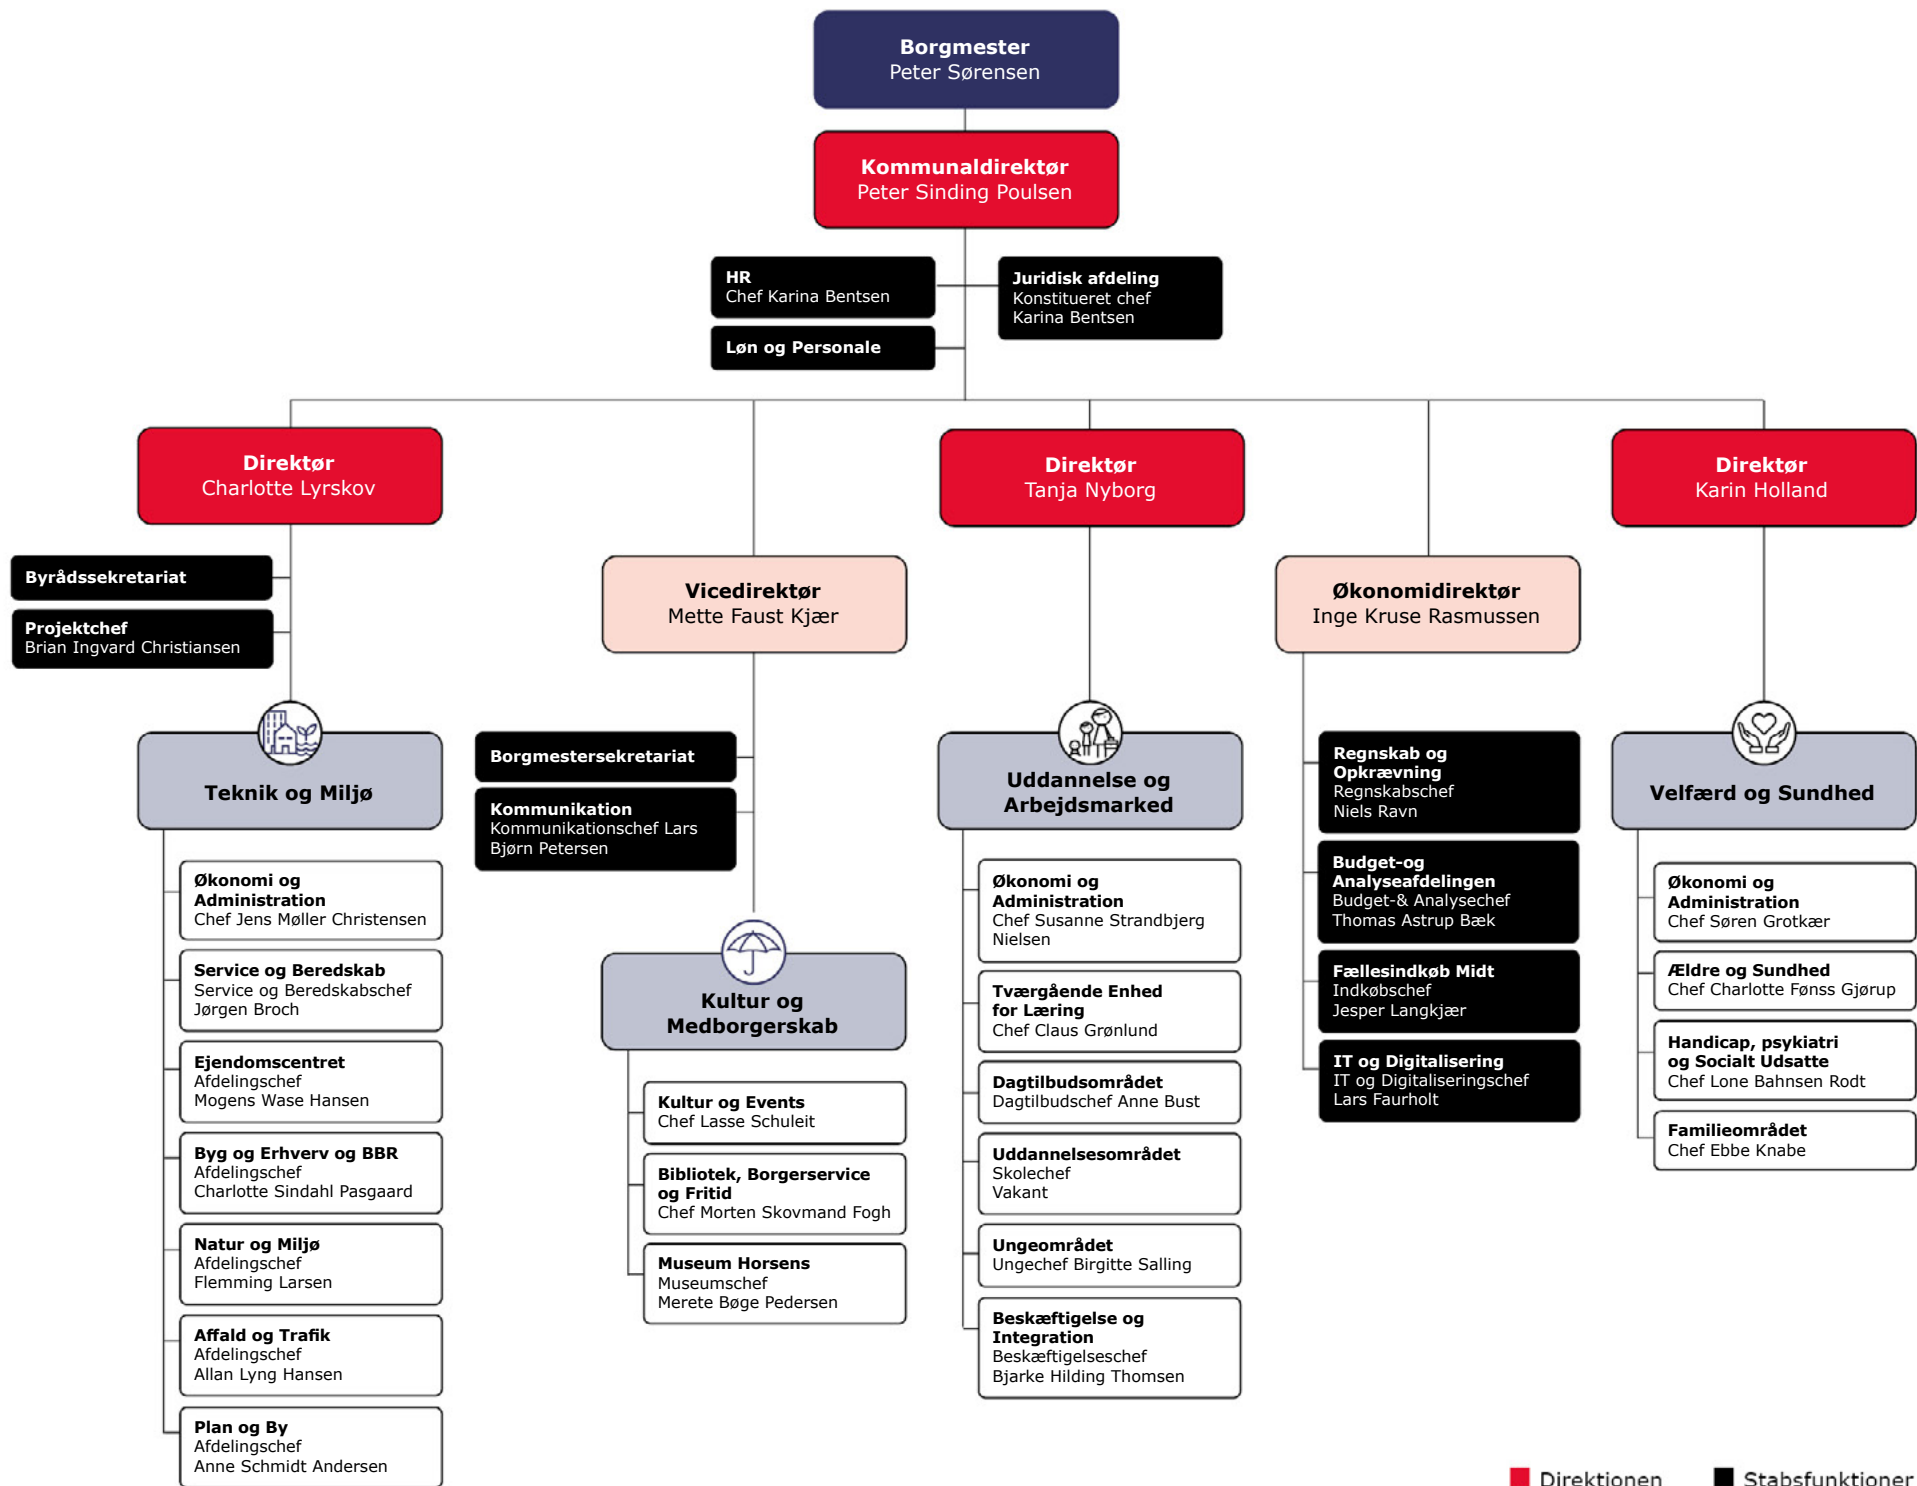 Borgmester
Peter Sørensen
Kommunaldirektør
Peter Sinding Poulsen
HR
Chef Karina Bentsen
Juridisk afdeling
Konstitueret chef
Karina Bentsen
Løn og Personale
Direktør
Charlotte Lyrskov
Byrådssekretariat
Projektchef
Brian Ingvard Christiansen
Teknik og Miljø
Økonomi og
Administration
Chef Jens Møller Christensen
Service og Beredskab
Service og Beredskabschef
Jørgen Broch
Ejendomscentret
Afdelingschef
Mogens Wase Hansen
Byg og Erhverv og BBR
Afdelingschef
Charlotte Sindahl Pasgaard
Natur og Miljø
Afdelingschef
Flemming Larsen
Affald og Trafik
Afdelingschef
Allan Lyng Hansen
Plan og By
Afdelingschef
Anne Schmidt Andersen
Vicedirektør
Mette Faust Kjær
Borgmestersekretariat
Kommunikation
Kommunikationschef Lars
Bjørn Petersen
Kultur og
Medborgerskab
Kultur og Events
Chef Lasse Schuleit
Bibliotek, Borgerservice
og Fritid
Chef Morten Skovmand Fogh
Museum Horsens
Museumschef
Merete Bøge Pedersen
Direktør
Tanja Nyborg
Uddannelse og
Arbejdsmarked
Økonomi og
Administration
Chef Susanne Strandbjerg
Nielsen
Tværgående Enhed
for Læring
Chef Claus Grønlund
Dagtilbudsområdet
Dagtilbudschef Anne Bust
Uddannelsesområdet
Skolechef
Vakant
Ungeområdet
Ungechef Birgitte Salling
Beskæftigelse og
Integration
Beskæftigelseschef
Bjarke Hilding Thomsen
Økonomidirektør
Inge Kruse Rasmussen
Regnskab og
Opkrævning
Regnskabschef
Niels Ravn
Budget-og
Analyseafdelingen
Budget-& Analysechef
Thomas Astrup Bæk
Fællesindkøb Midt
Indkøbschef
Jesper Langkjær
IT og Digitalisering
IT og Digitaliseringschef
Lars Faurholt
Direktør
Karin Holland
Velfærd og Sundhed
Økonomi og
Administration
Chef Søren Grotkær
Ældre og Sundhed
Chef Charlotte Fønss Gjørup
Handicap, psykiatri
og Socialt Udsatte
Chef Lone Bahnsen Rodt
Familieområdet
Chef Ebbe Knabe
Direktionen
Stabsfunktioner